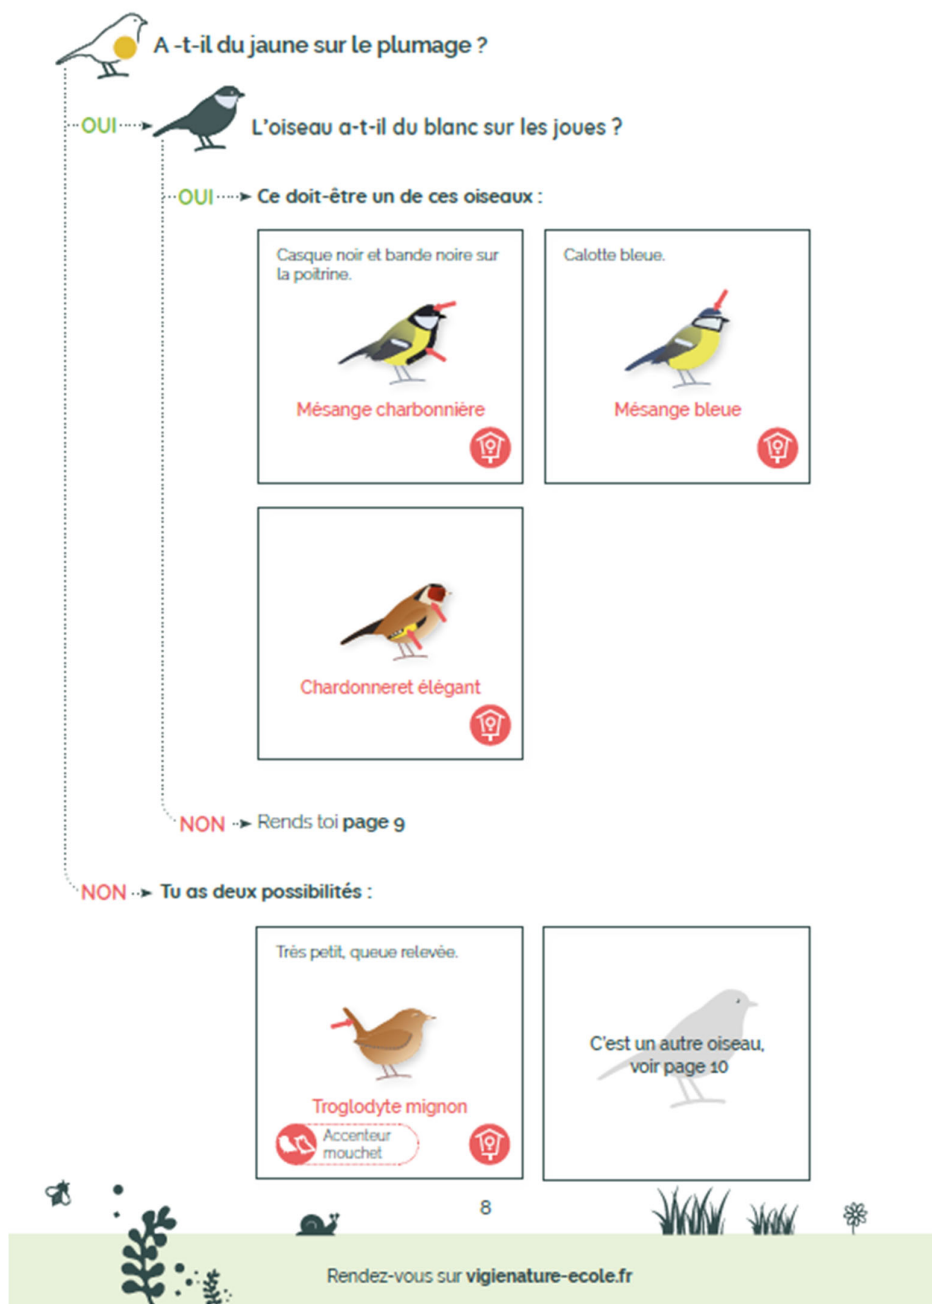 A -t-il du jaune sur le plumage ?
OUI
L'oiseau a-t-il du blanc sur les joues ?
OUI
Ce doit-être un de ces oiseaux :
Casque noir et bande noire sur
la poitrine.
Mésange charbonnière
Calotte bleue.
Mésange bleue
Chardonneret élégant
NON
Rends toi page 9
NON
Tu as deux possibilités :
Très petit, queue relevée.
Troglodyte mignon
Accenteur
mouchet
C'est un autre oiseau,
voir page 10
8
Rendez-vous sur vigienature-ecole.fr